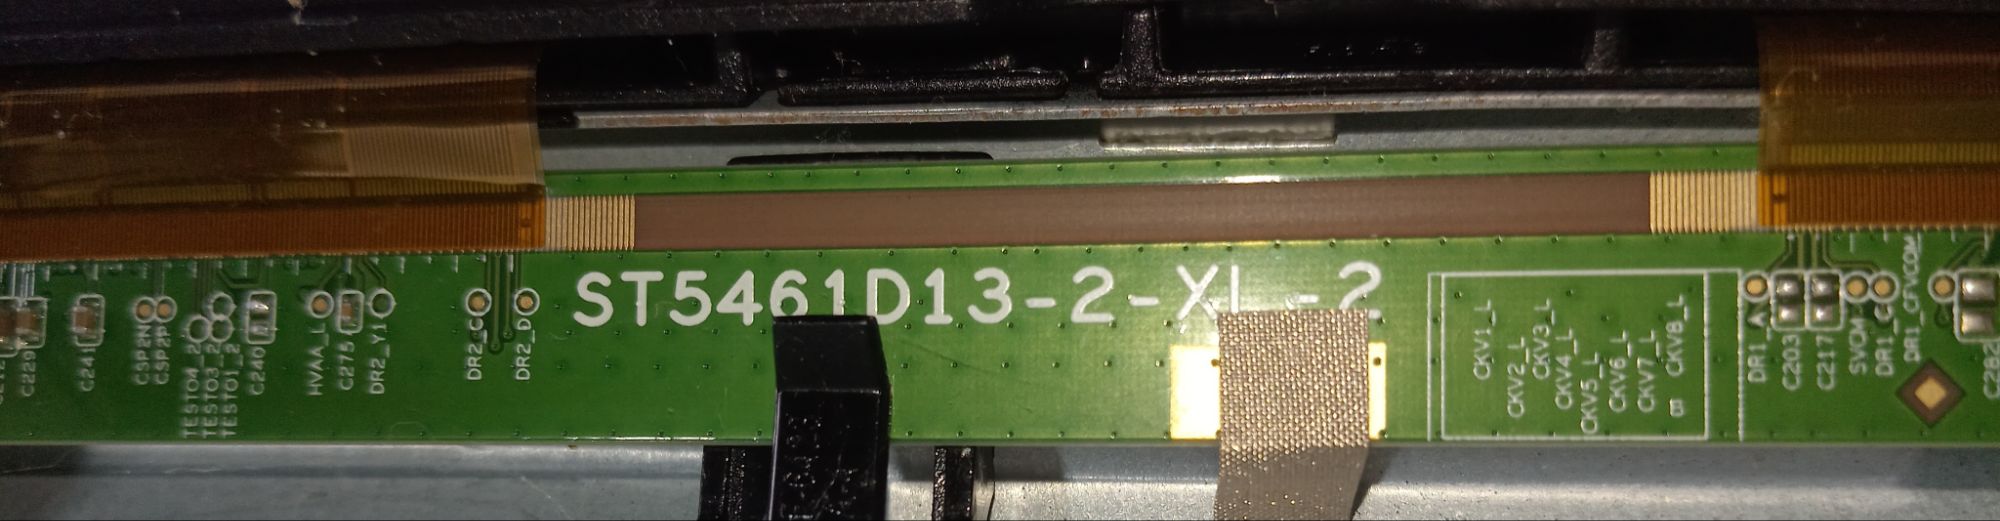 ST5461D13-2-XL-2
C229
C241
CSP2N
CSP2P
TESTO4_2
TESTO3_2
TESTO1_2
C240
HVAA_L
C275
DR2_Y1
DR2_C
DR2_D
CKV1_L
CKV2_L
CKV3_L
CKV4_L
CKV5_L
CKV6_L
CKV7_L
CKV8_L
DR1_A
C203
C217
SVCM
DR1_C
DR1_CFVCOM
C282